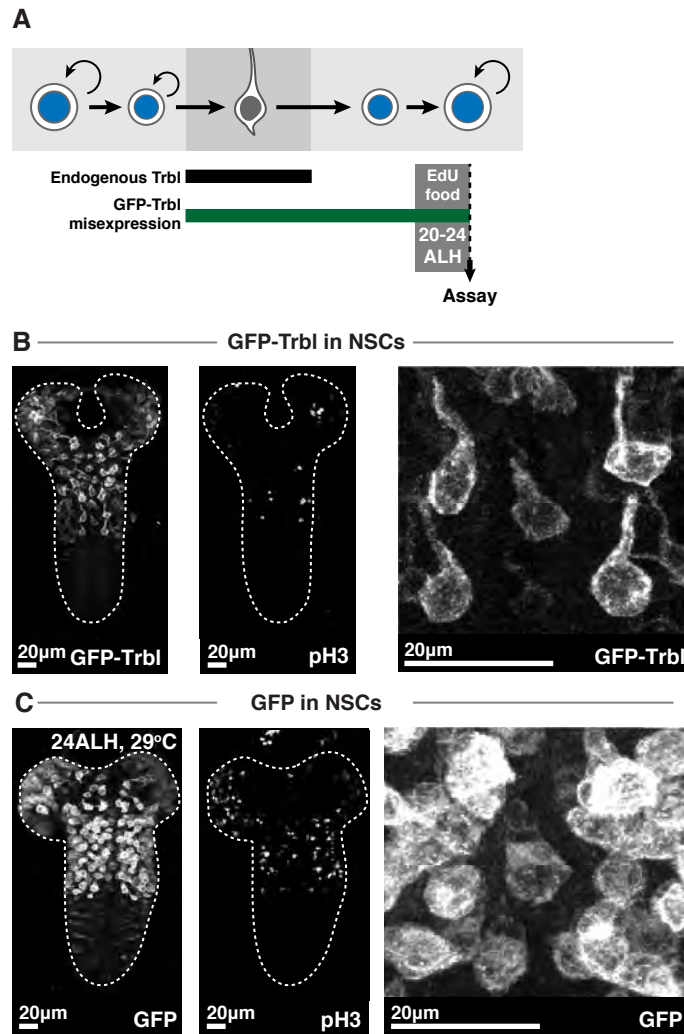 A
Endogenous Trbl
GFP-Trbl
misexpression
EdU
food
20-24
ALH
Assay
B
GFP-Trbl in NSCs
20μm
GFP-Trbl
20μm
pH3
20μm
GFP-Trbl
C
GFP in NSCs
24ALH, 29ºC
20μm
GFP
20μm
pH3
20μm
GFP